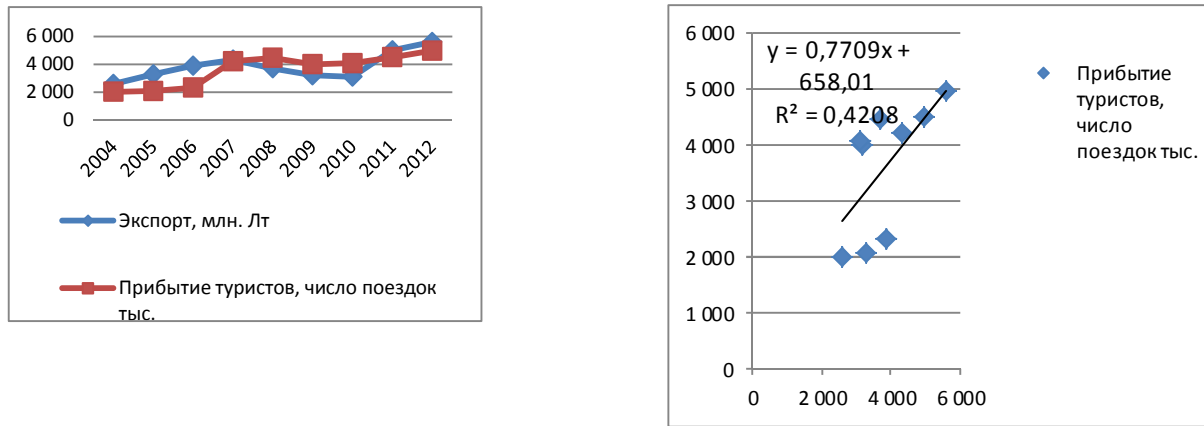 6 000
4 000
2 000
0
2004
2005
2006
2007
2008
2009
2010
2011
2012
Экспорт, млн. Лт
Прибытие туристов, число поездок
тыс.
6 000
5 000
4 000
3 000
2 000
1 000
0
y = 0,7709x +
658,01
R² = 0,4208
0
2 000
4 000
6 000
Прибытие
туристов,
число
поездок тыс.